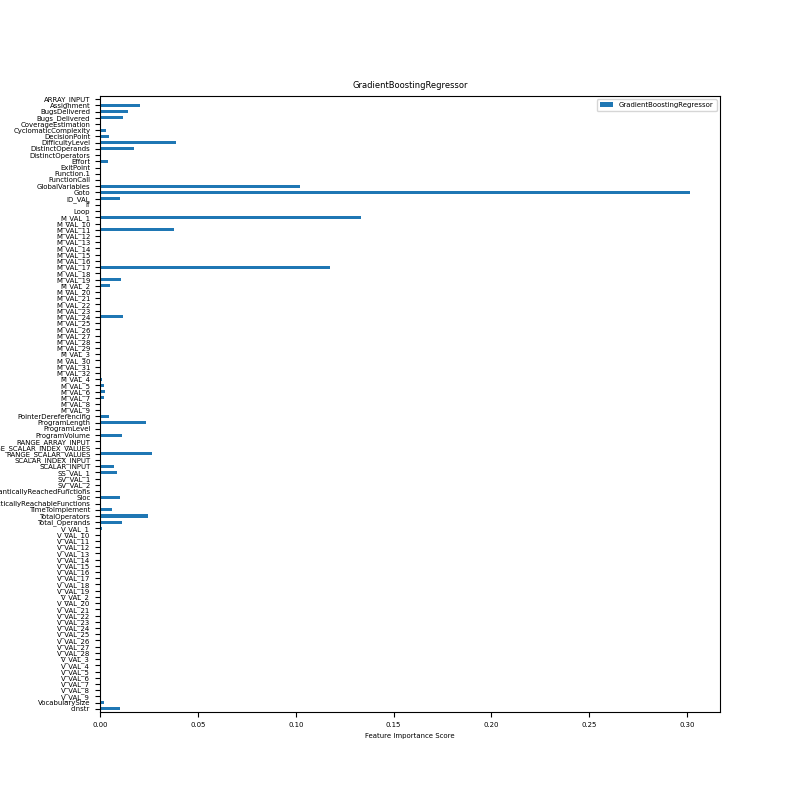 GradientBoostingRegressor
GradientBoostingRegressor
ARRAY_INPUT
Assignment
BugsDelivered
Bugs_Delivered
CoverageEstimation
CyclomaticComplexity
DecisionPoint
DifficultyLevel
DistinctOperands
DistinctOperators
Effort
ExitPoint
Function.1
FunctionCall
GlobalVariables
Goto
ID_VAL
If
Loop
M_VAL_1
M_VAL_10
M_VAL_11
M_VAL_12
M_VAL_13
M_VAL_14
M_VAL_15
M_VAL_16
M_VAL_17
M_VAL_18
M_VAL_19
M_VAL_2
M_VAL_20
M_VAL_21
M_VAL_22
M_VAL_23
M_VAL_24
M_VAL_25
M_VAL_26
M_VAL_27
M_VAL_28
M_VAL_29
M_VAL_3
M_VAL_30
M_VAL_31
M_VAL_32
M_VAL_4
M_VAL_5
M_VAL_6
M_VAL_7
M_VAL_8
M_VAL_9
PointerDereferencing
ProgramLength
ProgramLevel
ProgramVolume
RANGE_ARRAY_INPUT
E_SCALAR_INDEX_VALUES
RANGE_SCALAR_VALUES
SCALAR_INDEX_INPUT
SCALAR_INPUT
SS_VAL_1
SV_VAL_1
SV_VAL_2
anticallyReachedFunctions
Sloc
ticallyReachableFunctions
TimeToImplement
TotalOperators
Total_Operands
V_VAL_1
V_VAL_10
V_VAL_11
V_VAL_12
V_VAL_13
V_VAL_14
V_VAL_15
V_VAL_16
V_VAL_17
V_VAL_18
V_VAL_19
V_VAL_2
V_VAL_20
V_VAL_21
V_VAL_22
V_VAL_23
V_VAL_24
V_VAL_25
V_VAL_26
V_VAL_27
V_VAL_28
V_VAL_3
V_VAL_4
V_VAL_5
V_VAL_6
V_VAL_7
V_VAL_8
V_VAL_9
VocabularySize
cinstr
0.00 0.05 0.10 0.15 0.20 0.25 0.30
Feature Importance Score